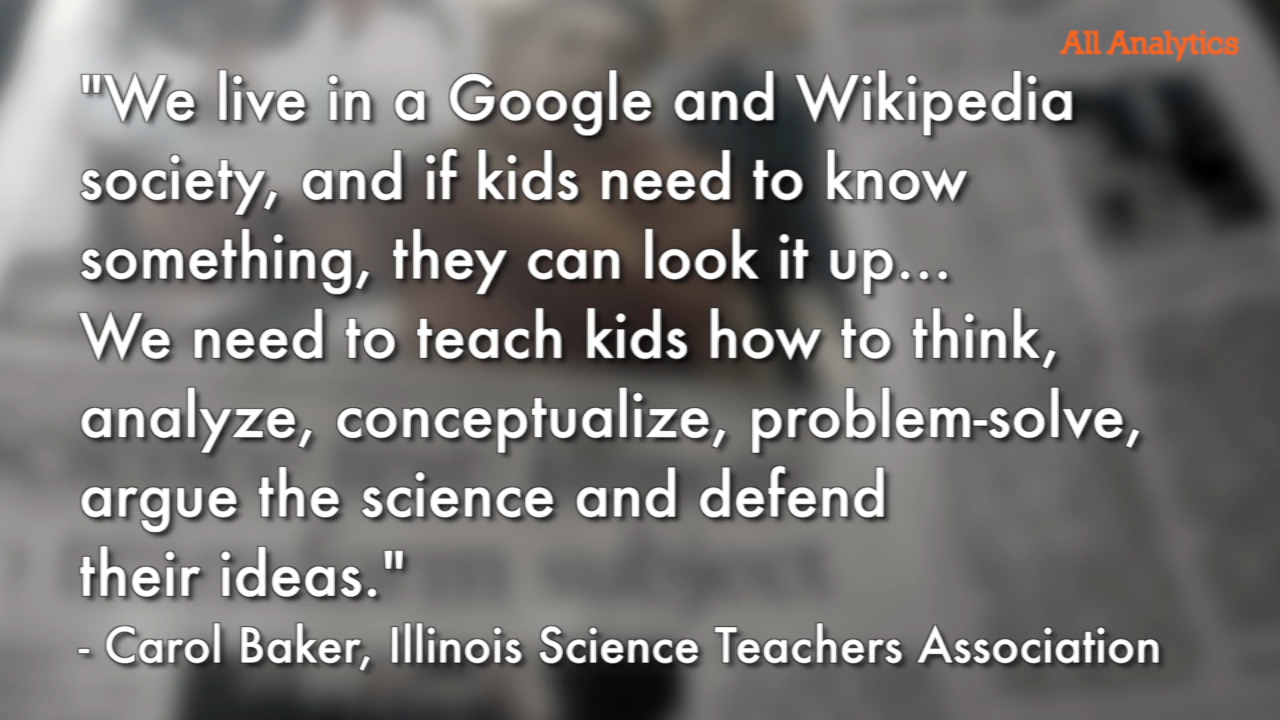 All Analytics
"We live in a Google and Wikipedia
society, and if kids need to know
something, they can look it up...
We need to teach kids how to think,
analyze, conceptualize, problem-solve,
argue the science and defend
their ideas."
- Carol Baker, Illinois Science Teachers Association